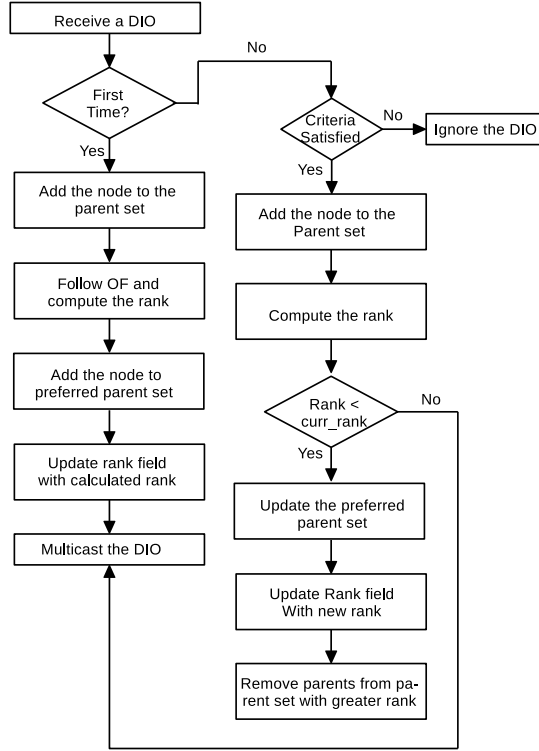 Receive a DIO
First
Time?
Yes
Add the node to the
parent set
Follow OF and
compute the rank
Add the node to
preferred parent set
Update rank field
with calculated rank
Multicast the DIO
No
Criteria
Satisfied
No
Ignore the DIO
Yes
Add the node to the
Parent set
Compute the rank
Rank <
curr_rank
No
Yes
Update the preferred
parent set
Update Rank field
With new rank
Remove parents from pa-
rent set with greater rank